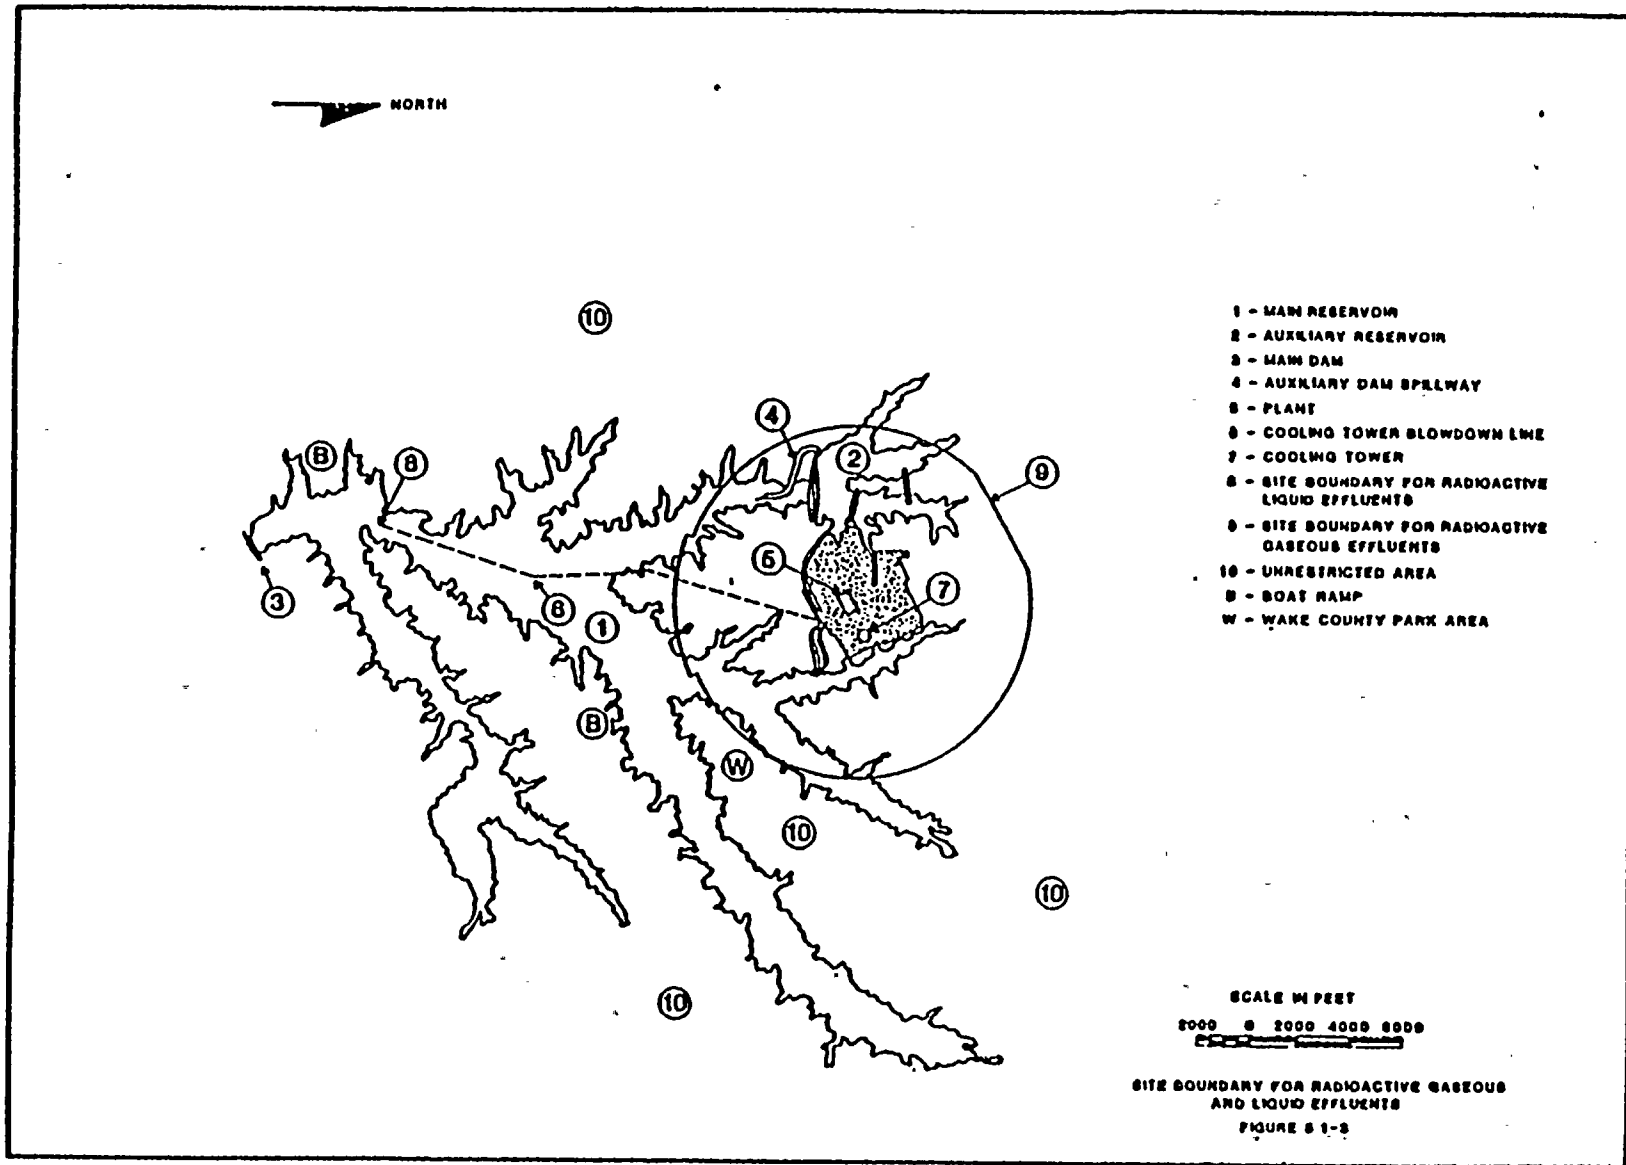 NORTH
10
1 - MAIN RESERVOIR
2 - AUXILIARY RESERVOIR
3 - MAIN DAM
4 - AUXILIARY DAM SPILLWAY
5 - PLANT
6 - COOLING TOWER BLOWDOWN LINE
7 - COOLING TOWER
8 - SITE BOUNDARY FOR RADIOACTIVE
LIQUID EFFLUENTS
9 - SITE BOUNDARY FOR RADIOACTIVE
GASEOUS EFFLUENTS
10 - UNRESTRICTED AREA
B - BOAT RAMP
W - WAKE COUNTY PARK AREA
4
B
8
2
9
5
7
3
6
1
B
W
10
10
10
SCALE IN FEET
2000 0 2000 4000 6000
SITE BOUNDARY FOR RADIOACTIVE GASEOUS
AND LIQUID EFFLUENTS
FIGURE 5 1-3